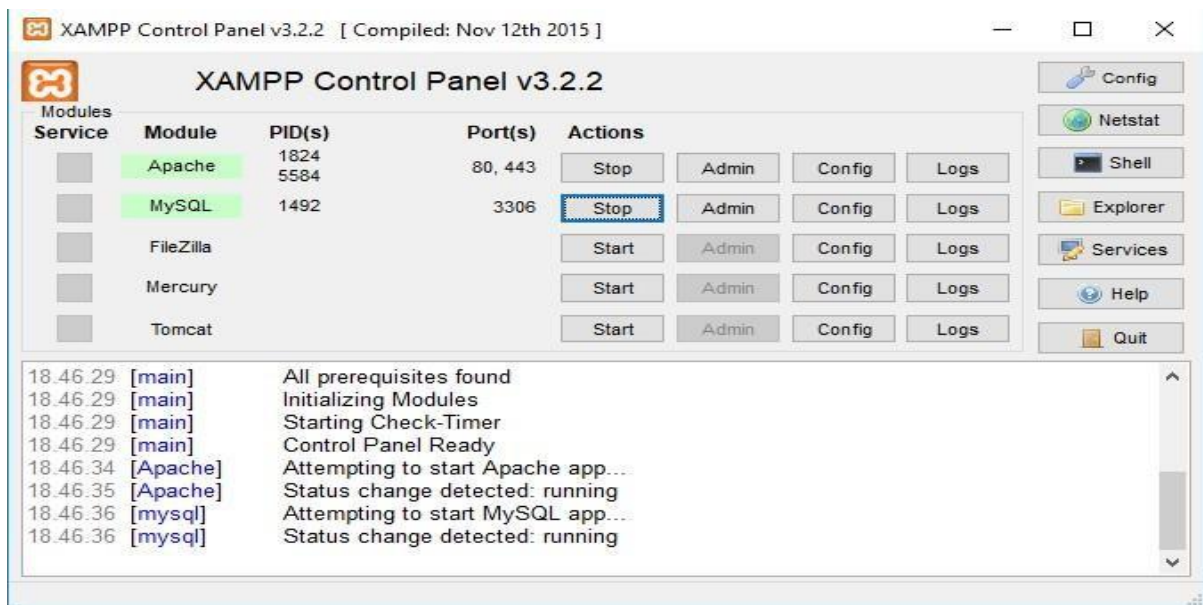 XAMPP Control Panel v3.2.2 [ Compiled: Nov 12th 2015 ]
XAMPP Control Panel v3.2.2
Config
Modules
Service Module PID(s) Port(s) Actions
Netstat
Apache 1824 5584 80, 443 Stop Admin Config Logs
Shell
MySQL 1492 3306 Stop Admin Config Logs
Explorer
FileZilla Start Admin Config Logs
Services
Mercury Start Admin Config Logs
Help
Tomcat Start Admin Config Logs
Quit
18.46.29 [main] All prerequisites found
18.46.29 [main] Initializing Modules
18.46.29 [main] Starting Check-Timer
18.46.29 [main] Control Panel Ready
18.46.34 [Apache] Attempting to start Apache app...
18.46.35 [Apache] Status change detected: running
18.46.36 [mysql] Attempting to start MySQL app...
18.46.36 [mysql] Status change detected: running